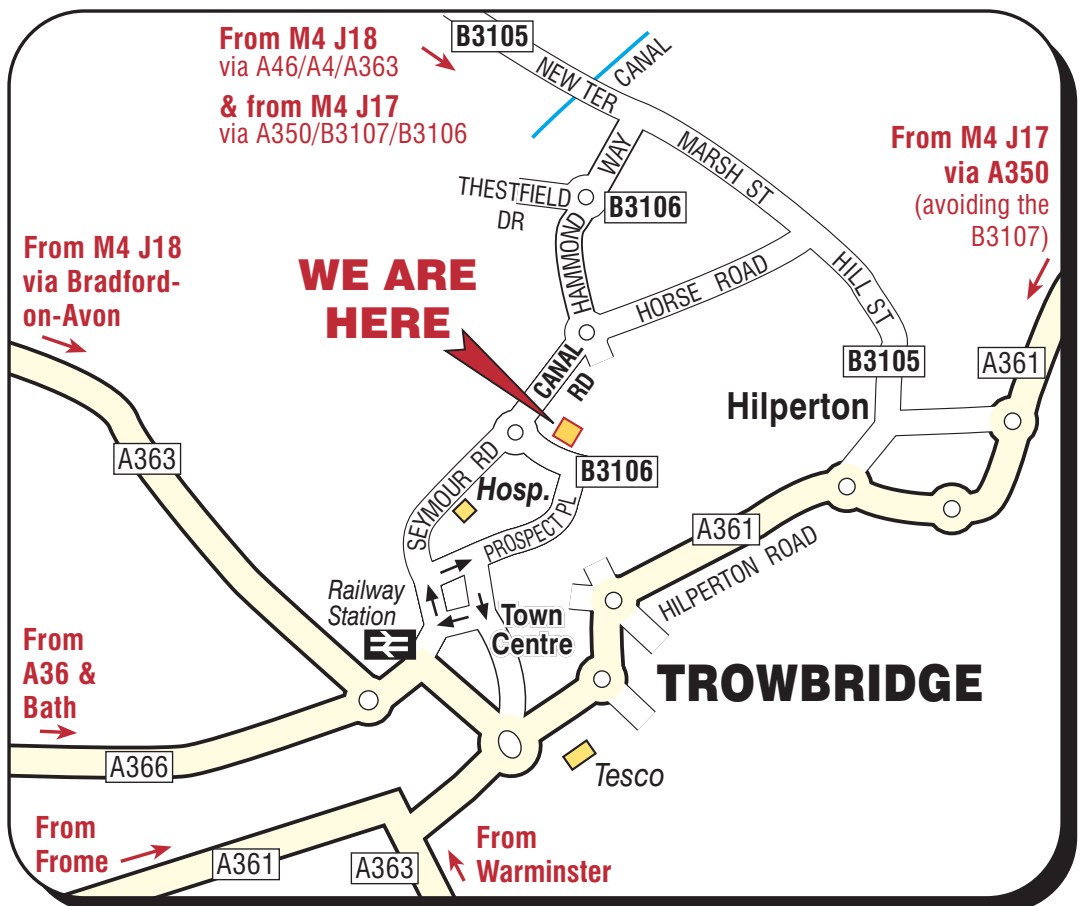 From M4 J18
via A46/A4/A363
& from M4 J17
via A350/B3107/B3106
B3105
NEW TER
CANAL
MARSH ST
WAY
THESTFIELD
DR
B3106
HAMMOND
HORSE ROAD
HILL ST
From M4 J17
via A350
(avoiding the
B3107)
From M4 J18
via Bradford-
on-Avon
WE ARE
HERE
CANAL
RD
B3105
A361
Hilperton
A363
SEYMOUR RD
Hosp.
B3106
PROSPECT PL
A361
HILPERTON ROAD
Railway
Station
Town
Centre
From
A36 &
Bath
TROWBRIDGE
A366
Tesco
From
Frome
A361
A363
From
Warminster